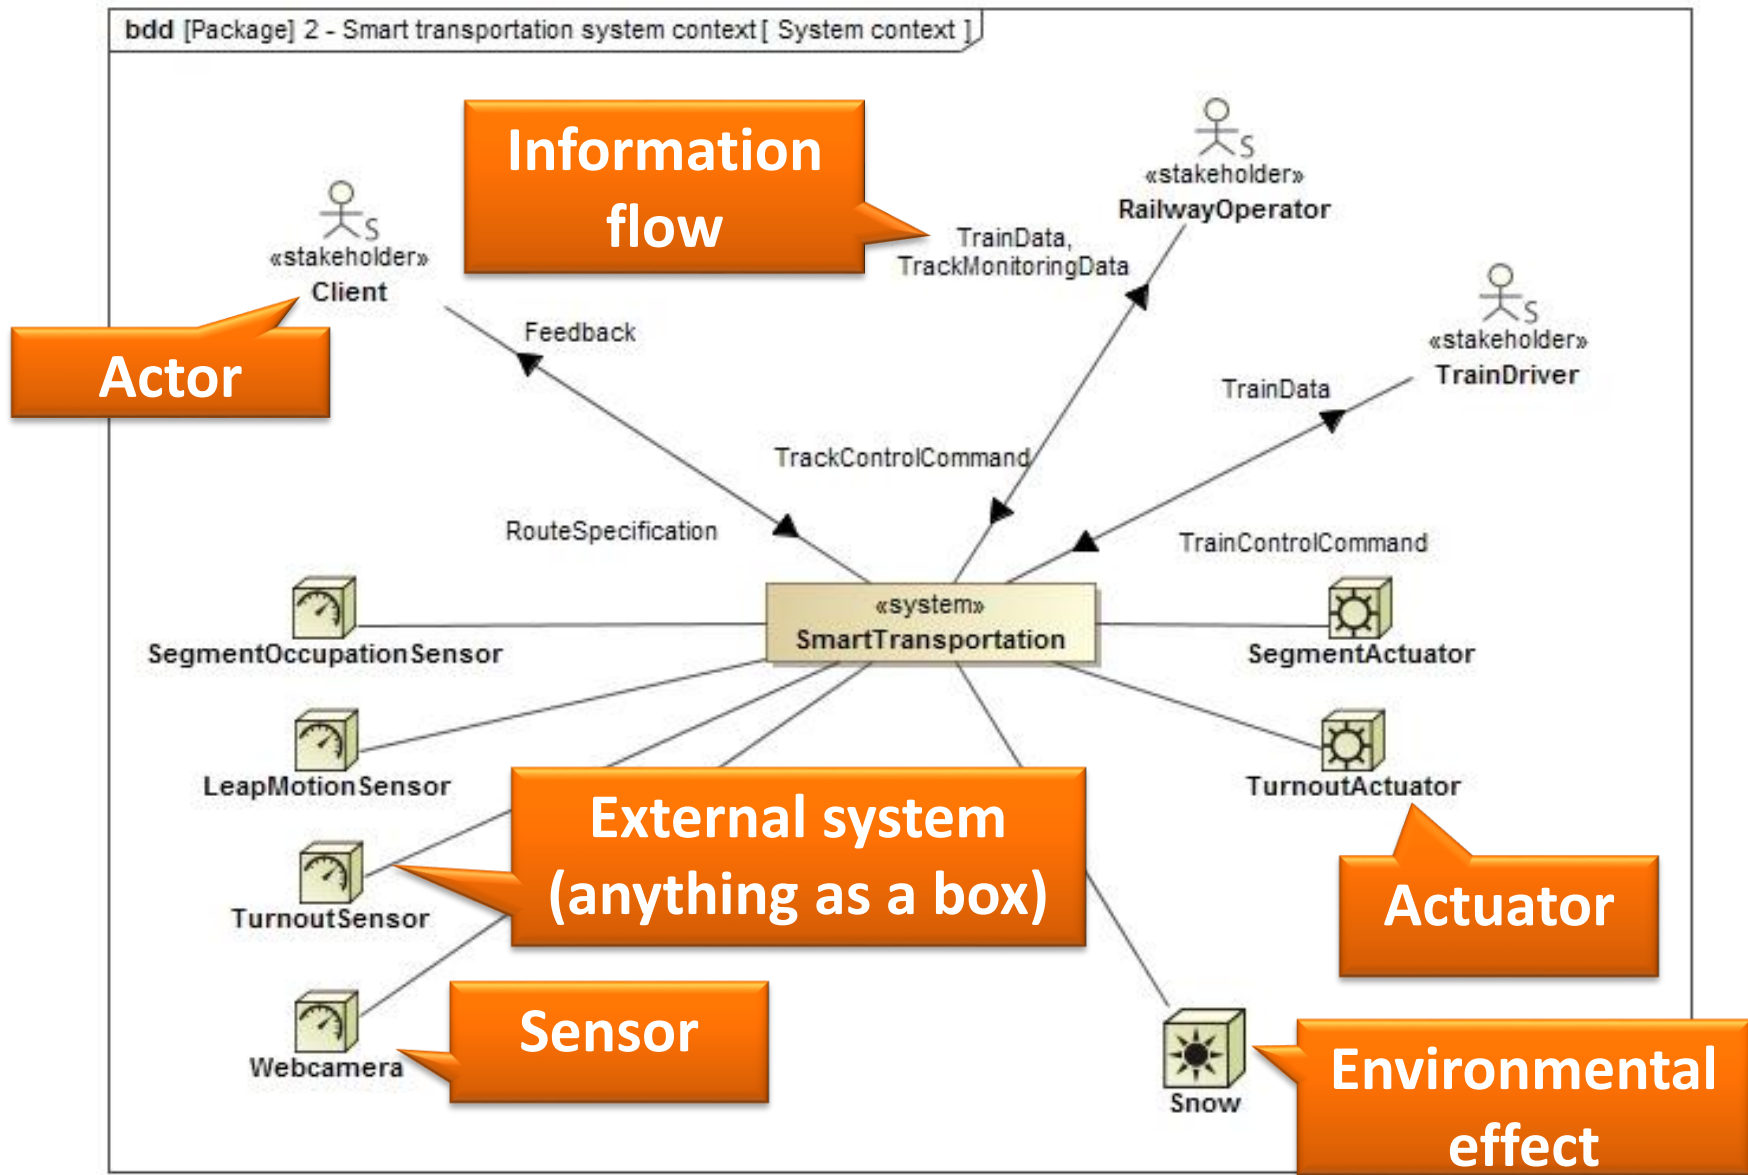 bdd [Package] 2 - Smart transportation system context [ System context ]
Information
flow
S
«stakeholder»
RailwayOperator
S
«stakeholder»
Client
TrainData,
TrackMonitoringData
S
«stakeholder»
TrainDriver
Actor
Feedback
TrainData
TrackControlCommand
RouteSpecification
TrainControlCommand
«system»
SmartTransportation
SegmentOccupationSensor
SegmentActuator
LeapMotionSensor
TurnoutActuator
External system
(anything as a box)
TurnoutSensor
Actuator
Sensor
Webcamera
Snow
Environmental
effect